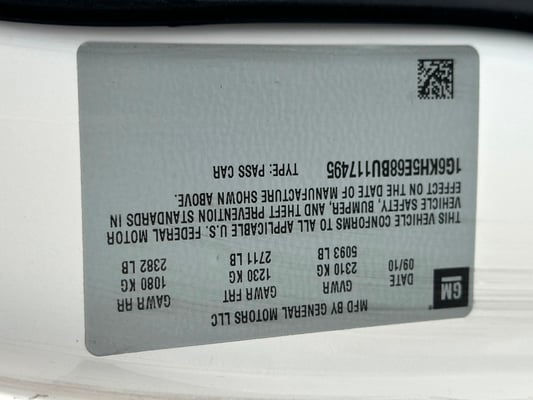 MFD BY GENERAL MOTORS LLC
GM
DATE GVWR GAWR FRT GAWR RR
09/10 2310 KG 1230 KG 1080 KG
5093 LB 2711 LB 2382 LB
THIS VEHICLE CONFORMS TO ALL APPLICABLE U.S. FEDERAL MOTOR
VEHICLE SAFETY, BUMPER, AND THEFT PREVENTION STANDARDS IN
EFFECT ON THE DATE OF MANUFACTURE SHOWN ABOVE.
1G6KH5E68BU117495 TYPE: PASS CAR